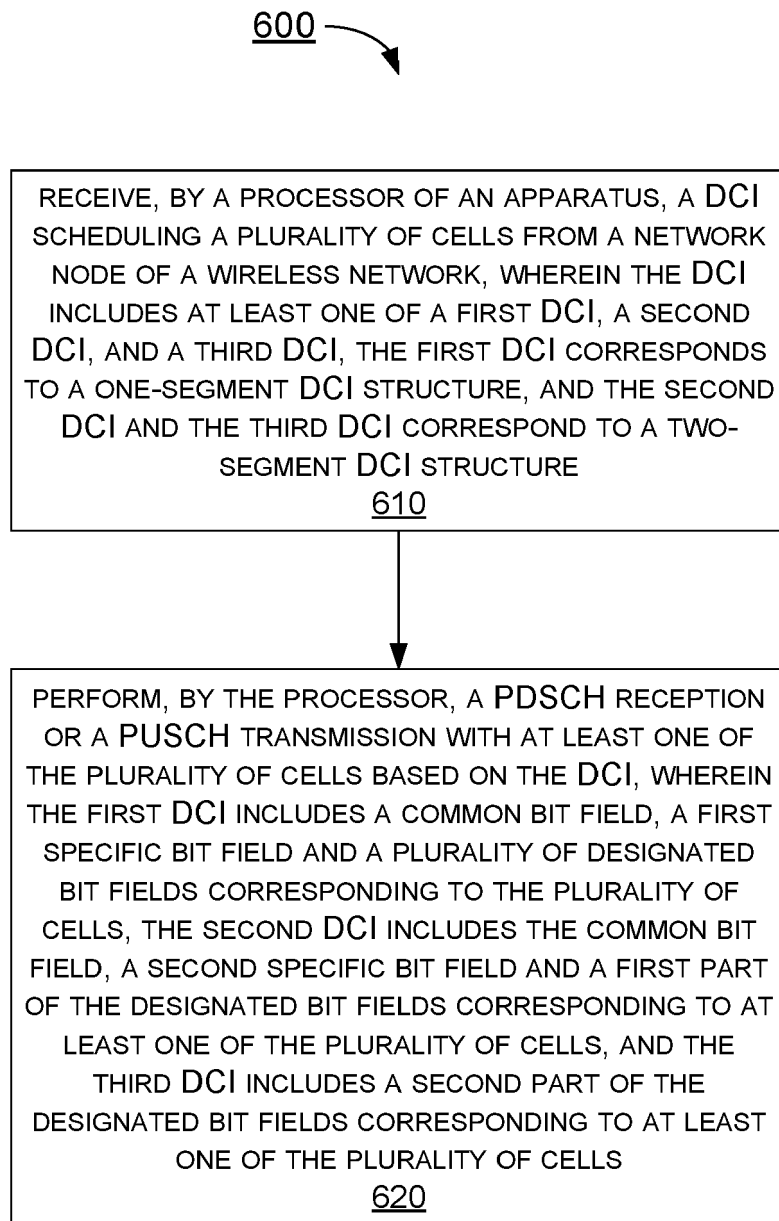 600
RECEIVE, BY A PROCESSOR OF AN APPARATUS, A DCI
SCHEDULING A PLURALITY OF CELLS FROM A NETWORK
NODE OF A WIRELESS NETWORK, WHEREIN THE DCI
INCLUDES AT LEAST ONE OF A FIRST DCI, A SECOND
DCI, AND A THIRD DCI, THE FIRST DCI CORRESPONDS
TO A ONE-SEGMENT DCI STRUCTURE, AND THE SECOND
DCI AND THE THIRD DCI CORRESPOND TO A TWO-
SEGMENT DCI STRUCTURE
610
PERFORM, BY THE PROCESSOR, A PDSCH RECEPTION
OR A PUSCH TRANSMISSION WITH AT LEAST ONE OF
THE PLURALITY OF CELLS BASED ON THE DCI, WHEREIN
THE FIRST DCI INCLUDES A COMMON BIT FIELD, A FIRST
SPECIFIC BIT FIELD AND A PLURALITY OF DESIGNATED
BIT FIELDS CORRESPONDING TO THE PLURALITY OF
CELLS, THE SECOND DCI INCLUDES THE COMMON BIT
FIELD, A SECOND SPECIFIC BIT FIELD AND A FIRST PART
OF THE DESIGNATED BIT FIELDS CORRESPONDING TO AT
LEAST ONE OF THE PLURALITY OF CELLS, AND THE
THIRD DCI INCLUDES A SECOND PART OF THE
DESIGNATED BIT FIELDS CORRESPONDING TO AT LEAST
ONE OF THE PLURALITY OF CELLS
620